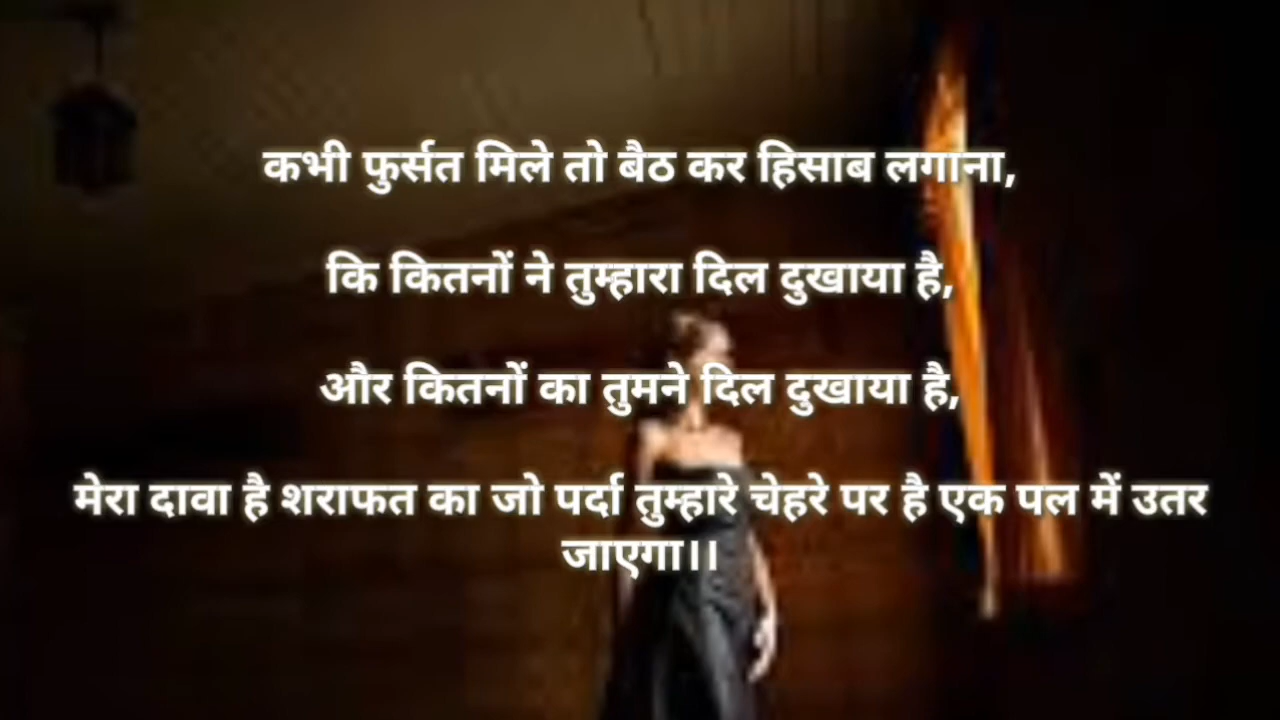 कभी फुर्सत मिले तो बैठ कर हिसाब लगाना,
कि कितनों ने तुम्हारा दिल दुखाया है,
और कितनों का तुमने दिल दुखाया है,
मेरा दावा है शराफत का जो पर्दा तुम्हारे चेहरे पर है एक पल में उतर
जाएगा।।